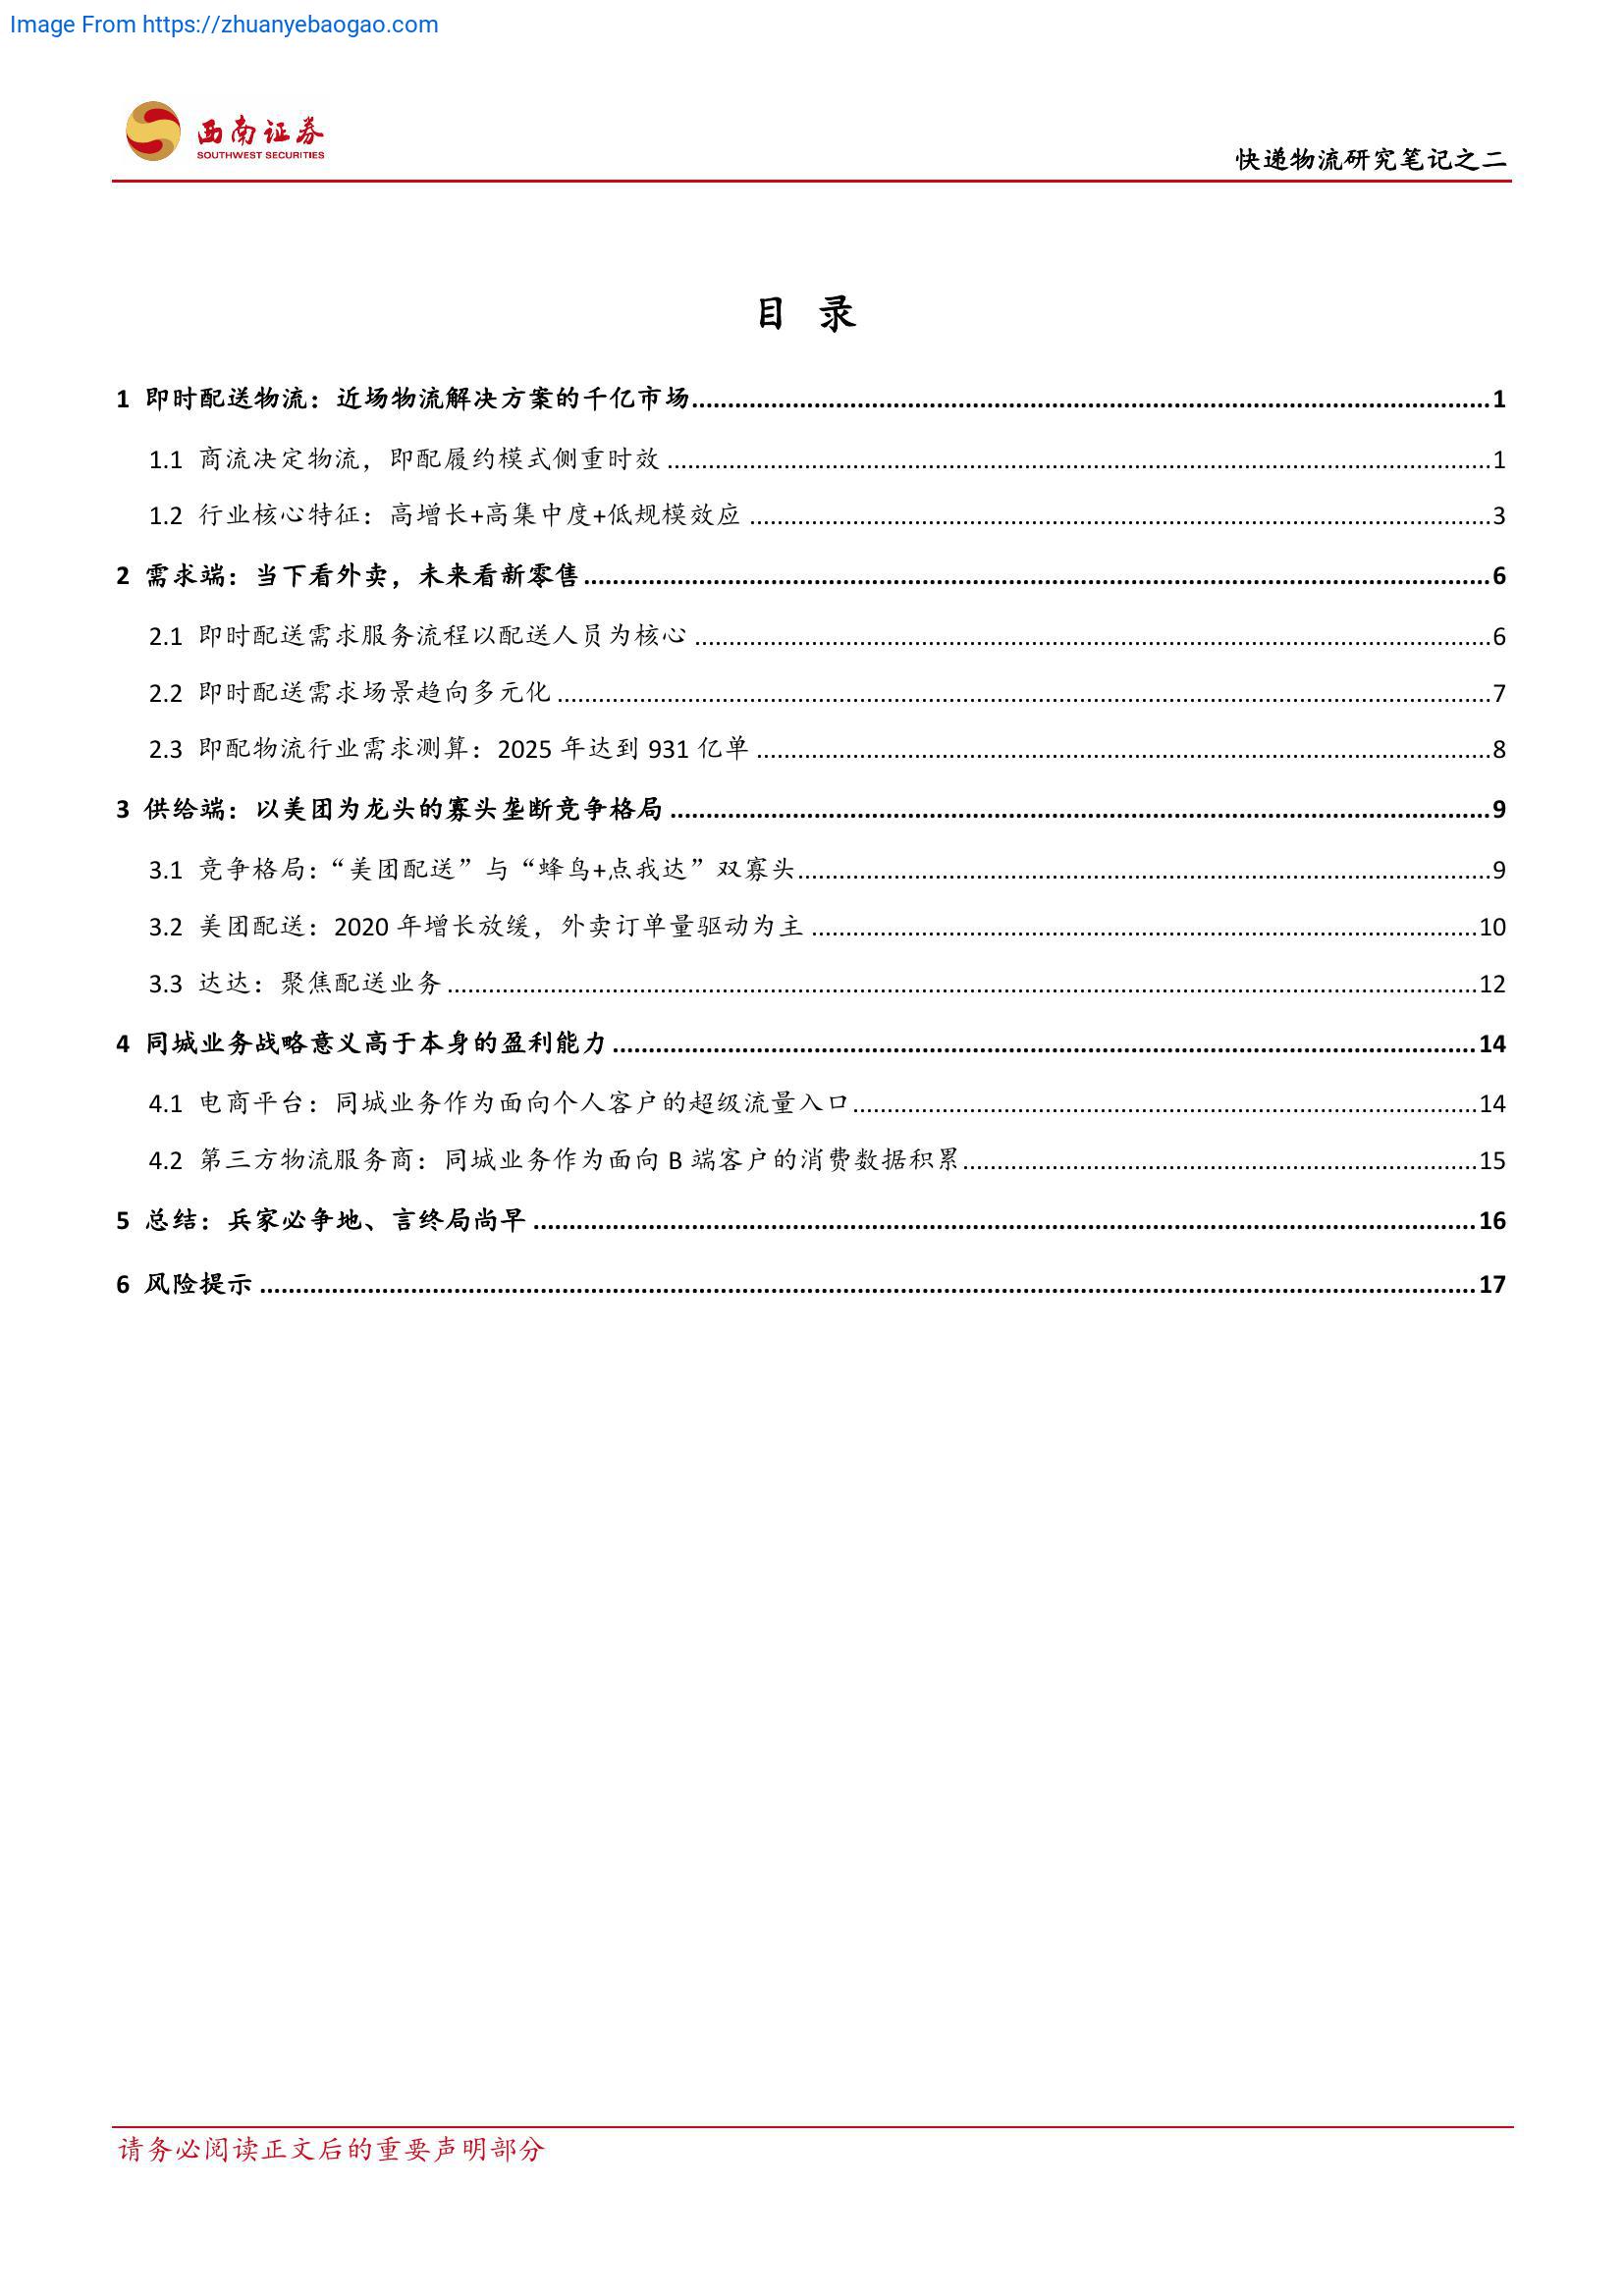 Image From https://zhuanyebaogao.com
西南证券
SOUTHWEST SECURITIES
快递物流研究笔记之二
目 录
1 即时配送物流：近场物流解决方案的千亿市场........1
1.1 商流决定物流，即配履约模式侧重时效........1
1.2 行业核心特征：高增长+高集中度+低规模效应........3
2 需求端：当下看外卖，未来看新零售........6
2.1 即时配送需求服务流程以配送人员为核心........6
2.2 即时配送需求场景趋向多元化........7
2.3 即配物流行业需求测算：2025 年达到 931 亿单........8
3 供给端：以美团为龙头的寡头垄断竞争格局........9
3.1 竞争格局：“美团配送”与“蜂鸟+点我达”双寡头........9
3.2 美团配送：2020 年增长放缓，外卖订单量驱动为主........10
3.3 达达：聚焦配送业务........12
4 同城业务战略意义高于本身的盈利能力........14
4.1 电商平台：同城业务作为面向个人客户的超级流量入口........14
4.2 第三方物流服务商：同城业务作为面向 B 端客户的消费数据积累........15
5 总结：兵家必争地、言终局尚早........16
6 风险提示........17
请务必阅读正文后的重要声明部分